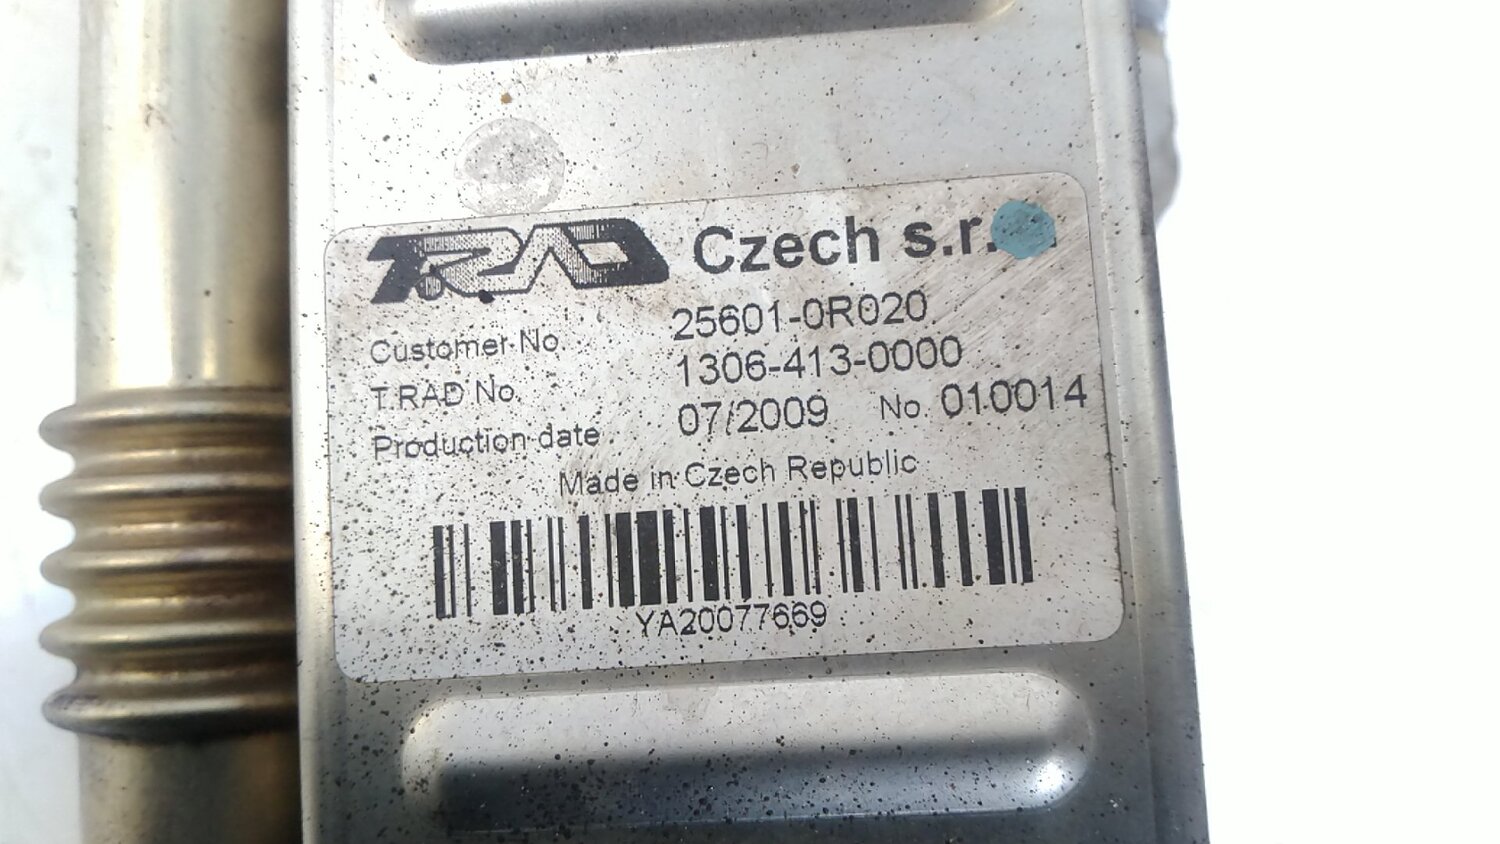 T.RAD Czech s.r.
Customer No. 25601-0R020
T.RAD No. 1306-413-0000
Production date 07/2009 No. 010014
Made in Czech Republic
YA20077669